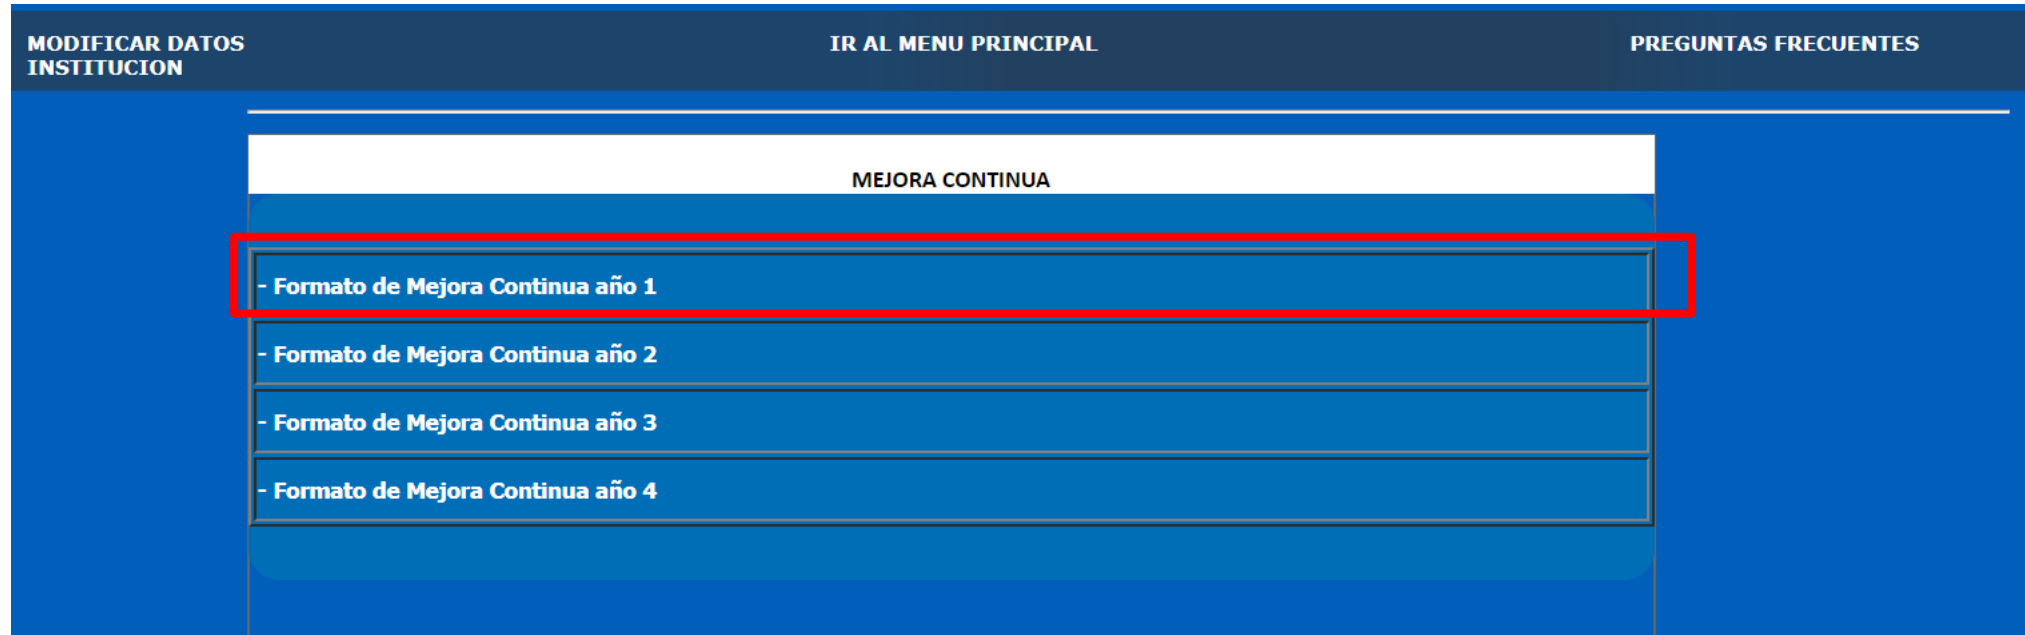 MODIFICAR DATOS
INSTITUCION
IR AL MENU PRINCIPAL
PREGUNTAS FRECUENTES
MEJORA CONTINUA
- Formato de Mejora Continua año 1
- Formato de Mejora Continua año 2
- Formato de Mejora Continua año 3
- Formato de Mejora Continua año 4